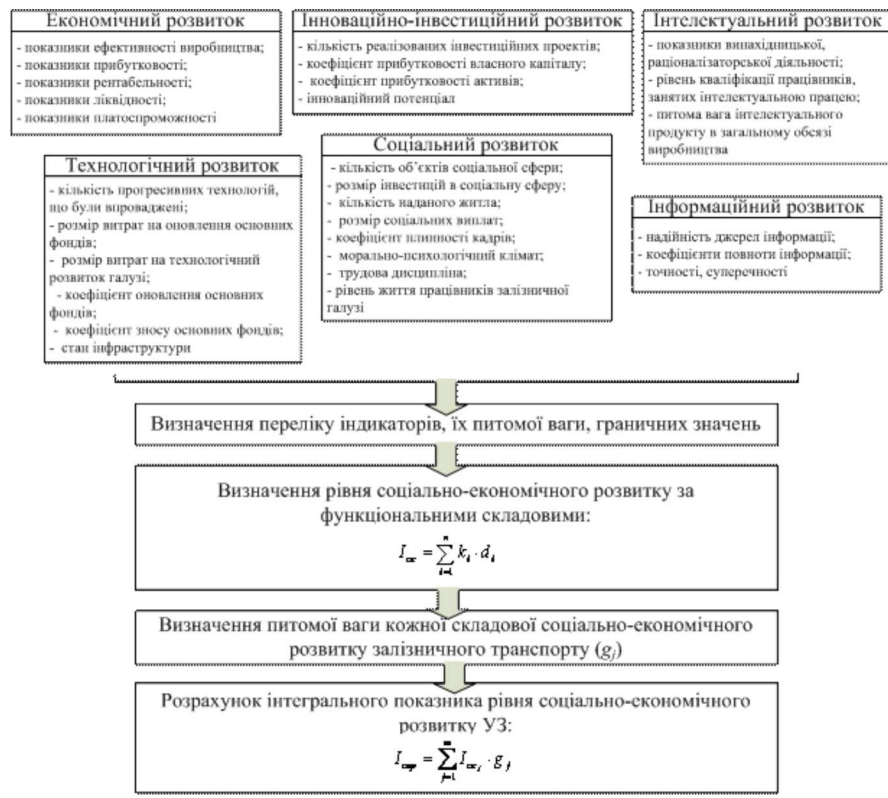 Економічний розвиток
- показники ефективності виробництва;
- показники прибутковості;
- показники рентабельності;
- показники ліквідності;
- показники платоспроможності
Інноваційно-інвестиційний розвиток
- кількість реалізованих інвестиційних проектів;
- коефіцієнт прибутковості власного капіталу;
- коефіцієнт прибутковості активів;
- інноваційний потенціал
Інтелектуальний розвиток
- показники винахідницької,
раціоналізаторської діяльності;
- рівень кваліфікації працівників,
занятих інтелектуальною працею;
- питома вага інтелектуального
продукту в загальному обсязі
виробництва
Технологічний розвиток
- кількість прогресивних технологій,
що були впроваджені;
- розмір витрат на оновлення основних
фондів;
- розмір витрат на технологічний
розвиток галузі;
- коефіцієнт оновлення основних
фондів;
- коефіцієнт зносу основних фондів;
- стан інфраструктури
Соціальний розвиток
- кількість об’єктів соціальної сфери;
- розмір інвестицій в соціальну сферу;
- кількість наданого житла;
- розмір соціальних виплат;
- коефіцієнт плинності кадрів;
- морально-психологічний клімат;
- трудова дисципліна;
- рівень життя працівників залізничної
галузі
Інформаційний розвиток
- надійність джерел інформації;
- коефіцієнти повноти інформації;
- точності, суперечності
Визначення переліку індикаторів, їх питомої ваги, граничних значень
Визначення рівня соціально-економічного розвитку за
функціональними складовими:
I = ∑ k_i · d_i
Визначення питомої ваги кожної складової соціально-економічного
розвитку залізничного транспорту (g_j)
Розрахунок інтегрального показника рівня соціально-економічного
розвитку УЗ:
I = ∑ I · g_j